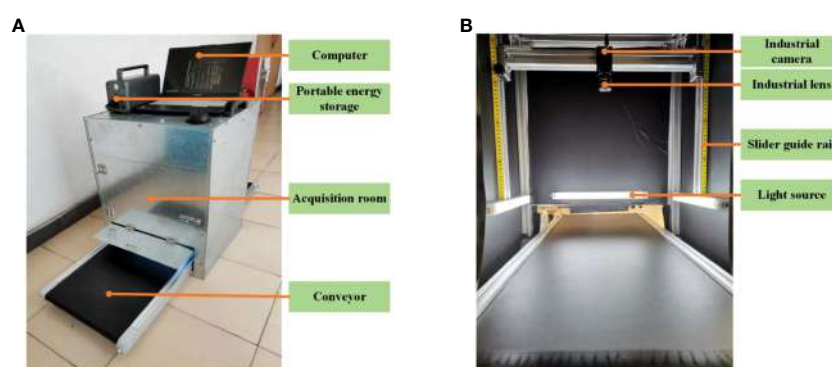 A
Computer
Portable energy
storage
Acquisition room
Conveyor
B
Industrial
camera
Industrial lens
Slider guide rai
Light source